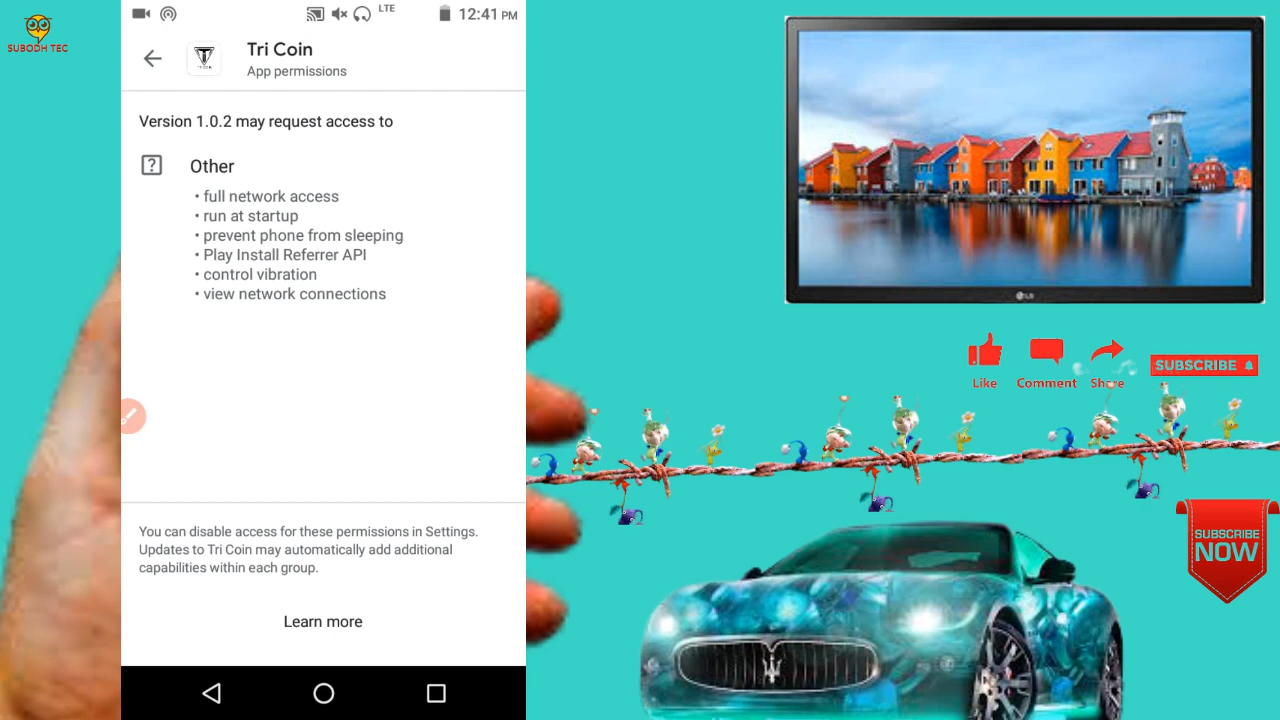 SUBODH TEC
LTE
12:41 PM
Tri Coin
App permissions
Version 1.0.2 may request access to
Other
• full network access
• run at startup
• prevent phone from sleeping
• Play Install Referrer API
• control vibration
• view network connections
You can disable access for these permissions in Settings.
Updates to Tri Coin may automatically add additional
capabilities within each group.
Learn more
LG
Like
Comment
Share
SUBSCRIBE
SUBSCRIBE
NOW